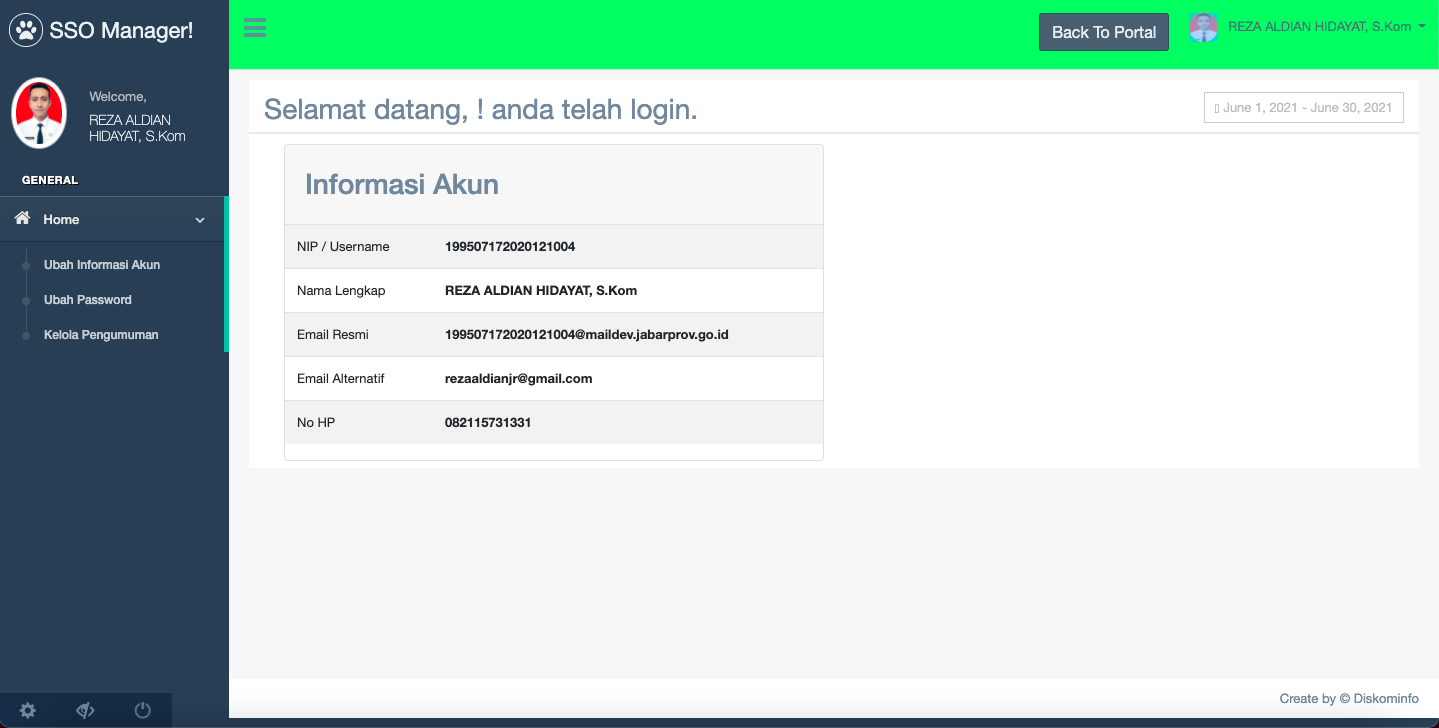 SSO Manager!
Welcome,
REZA ALDIAN
HIDAYAT, S.Kom
GENERAL
Home
Ubah Informasi Akun
Ubah Password
Kelola Pengumuman
Back To Portal
REZA ALDIAN HIDAYAT, S.Kom
Selamat datang, ! anda telah login.
June 1, 2021 - June 30, 2021
Informasi Akun
NIP / Username 199507172020121004
Nama Lengkap REZA ALDIAN HIDAYAT, S.Kom
Email Resmi 199507172020121004@maildev.jabarprov.go.id
Email Alternatif rezaaldianjr@gmail.com
No HP 082115731331
Create by © Diskominfo